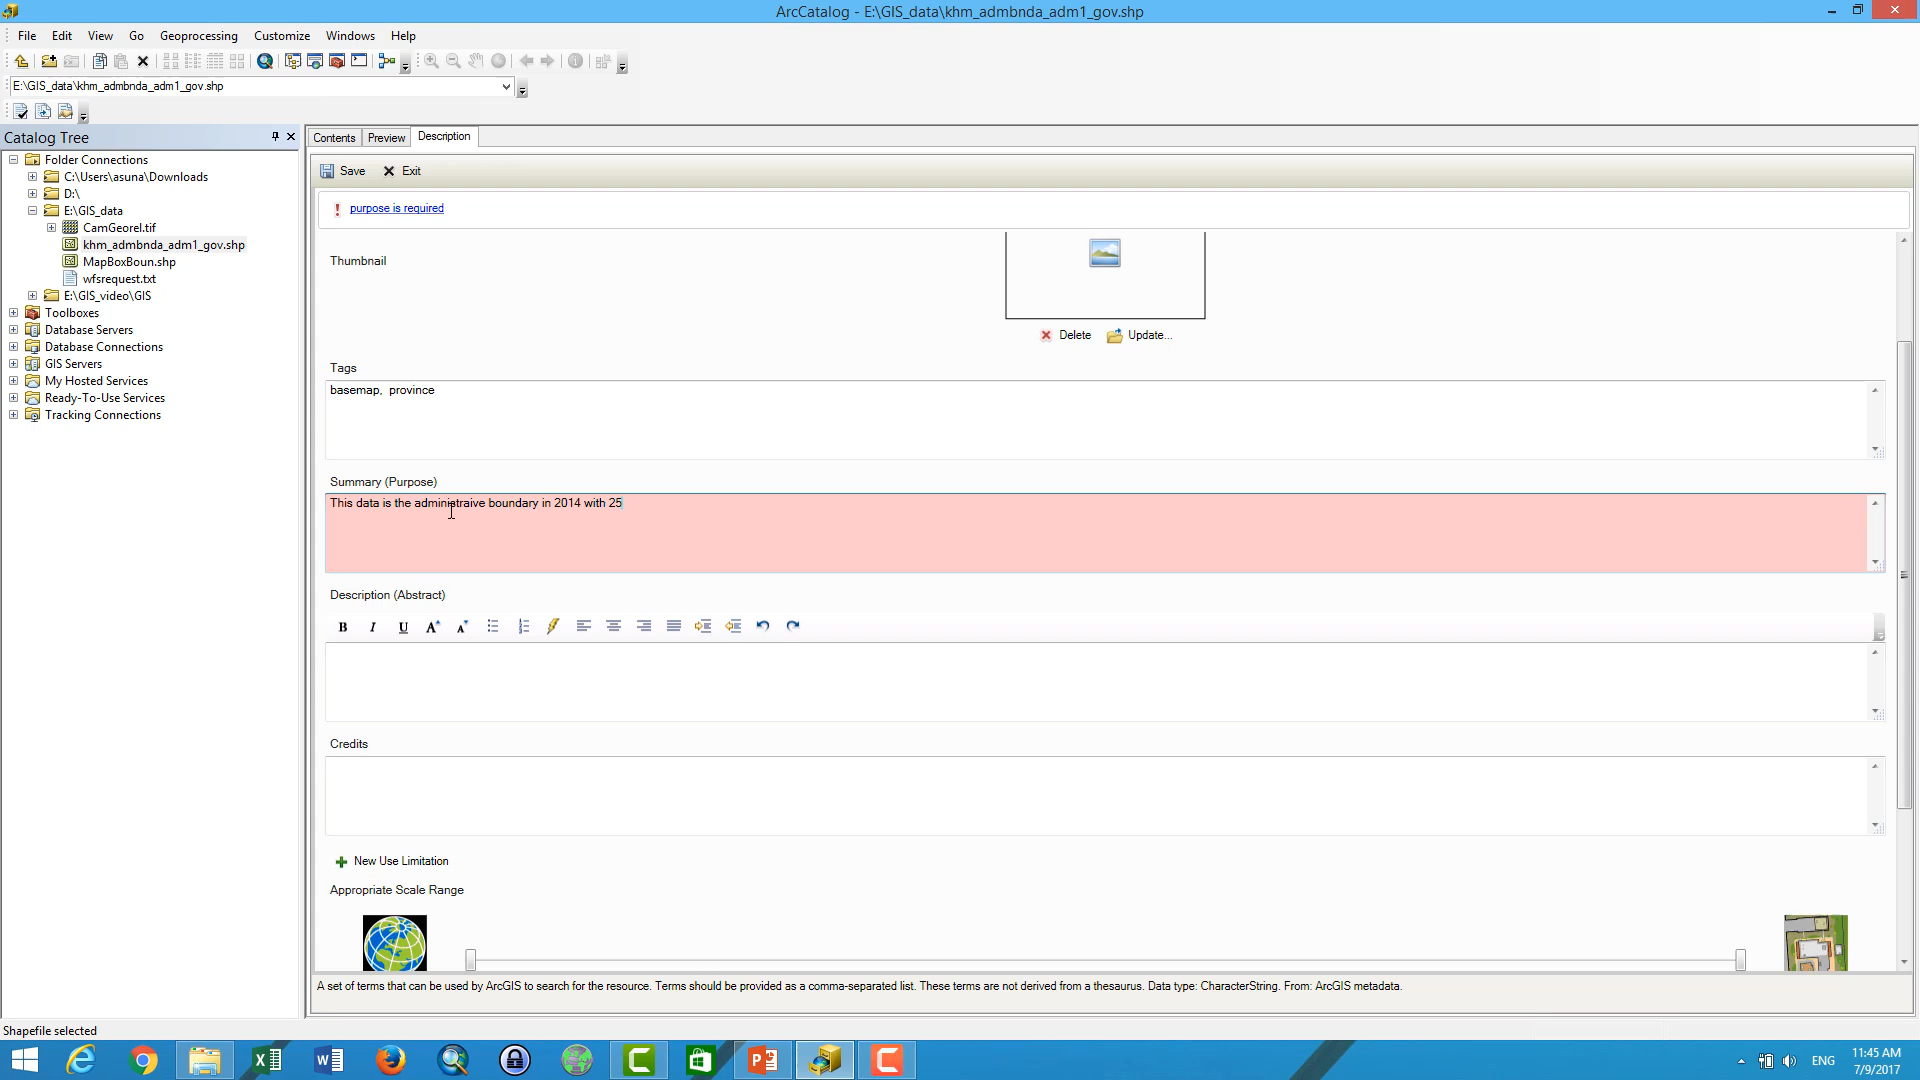 ArcCatalog - E:\GIS_data\khm_admbnda_adm1_gov.shp
File Edit View Go Geoprocessing Customize Windows Help
E:\GIS_data\khm_admbnda_adm1_gov.shp
Catalog Tree
Folder Connections
C:\Users\asuna\Downloads
D:\
E:\GIS_data
CamGeorel.tif
khm_admbnda_adm1_gov.shp
MapBoxBoun.shp
wfsrequest.txt
E:\GIS_video\GIS
Toolboxes
Database Servers
Database Connections
GIS Servers
My Hosted Services
Ready-To-Use Services
Tracking Connections
Contents Preview Description
Save Exit
purpose is required
Thumbnail
Delete Update...
Tags
basemap, province
Summary (Purpose)
This data is the administraive boundary in 2014 with 25
Description (Abstract)
B I U A A
Credits
New Use Limitation
Appropriate Scale Range
A set of terms that can be used by ArcGIS to search for the resource. Terms should be provided as a comma-separated list. These terms are not derived from a thesaurus. Data type: CharacterString. From: ArcGIS metadata.
Shapefile selected
ENG
11:45 AM
7/9/2017